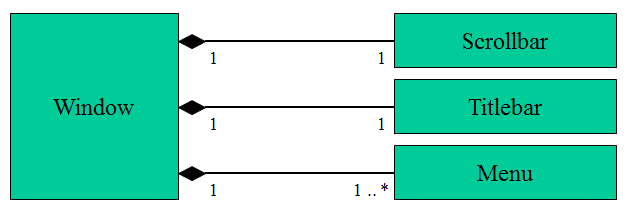 Scrollbar
1 1
Window
Titlebar
1 1
Menu
1 1 .. *